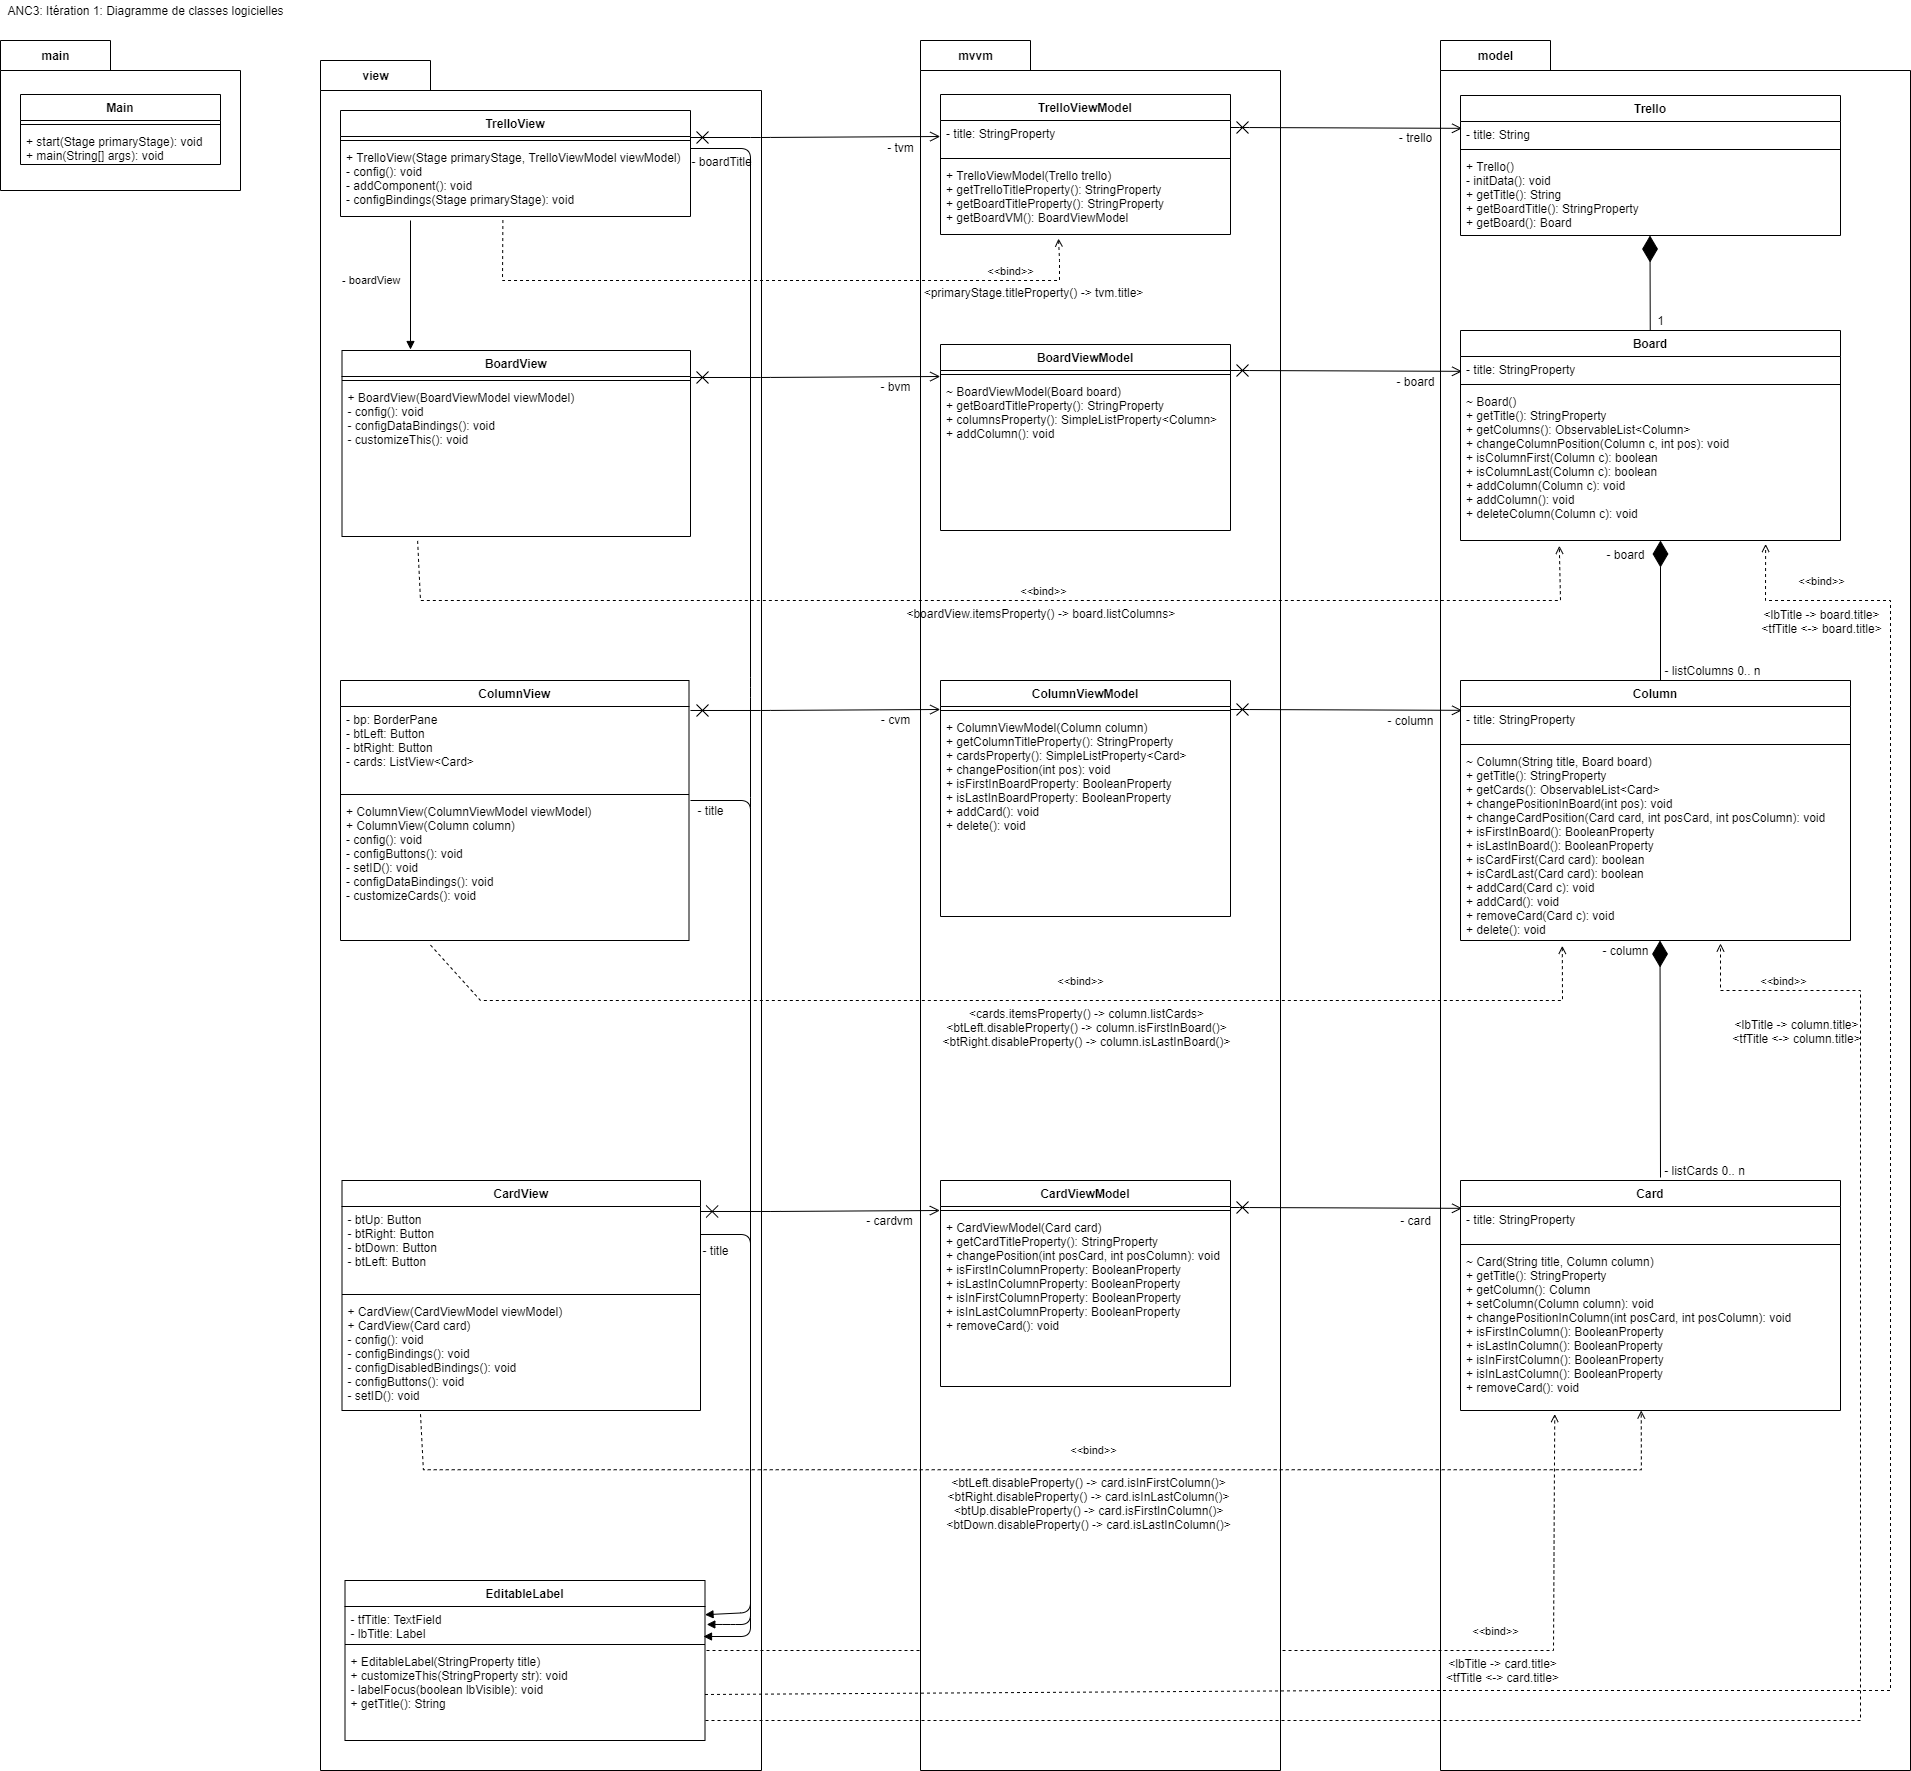 ANC3: Itération 1: Diagramme de classes logicielles
main
Main
+ start(Stage primaryStage): void
+ main(String[] args): void
view
TrelloView
+ TrelloView(Stage primaryStage, TrelloViewModel viewModel)
- config(): void
- addComponent(): void
- configBindings(Stage primaryStage): void
- boardTitle
- tvm
- boardView
<<bind>>
<primaryStage.titleProperty() -> tvm.title>
BoardView
+ BoardView(BoardViewModel viewModel)
- config(): void
- configDataBindings(): void
- customizeThis(): void
- bvm
<<bind>>
<boardView.itemsProperty() -> board.listColumns>
ColumnView
- bp: BorderPane
- btLeft: Button
- btRight: Button
- cards: ListView<Card>
+ ColumnView(ColumnViewModel viewModel)
+ ColumnView(Column column)
- config(): void
- configButtons(): void
- setID(): void
- configDataBindings(): void
- customizeCards(): void
- title
- cvm
<<bind>>
<cards.itemsProperty() -> column.listCards>
<btLeft.disableProperty() -> column.isFirstInBoard()>
<btRight.disableProperty() -> column.isLastInBoard()>
CardView
- btUp: Button
- btRight: Button
- btDown: Button
- btLeft: Button
+ CardView(CardViewModel viewModel)
+ CardView(Card card)
- config(): void
- configBindings(): void
- configDisabledBindings(): void
- configButtons(): void
- setID(): void
- title
- cardvm
<<bind>>
<btLeft.disableProperty() -> card.isInFirstColumn()>
<btRight.disableProperty() -> card.isInLastColumn()>
<btUp.disableProperty() -> card.isFirstInColumn()>
<btDown.disableProperty() -> card.isLastInColumn()>
EditableLabel
- tfTitle: TextField
- lbTitle: Label
+ EditableLabel(StringProperty title)
+ customizeThis(StringProperty str): void
- labelFocus(boolean lbVisible): void
+ getTitle(): String
mvvm
TrelloViewModel
- title: StringProperty
+ TrelloViewModel(Trello trello)
+ getTrelloTitleProperty(): StringProperty
+ getBoardTitleProperty(): StringProperty
+ getBoardVM(): BoardViewModel
- trello
BoardViewModel
~ BoardViewModel(Board board)
+ getBoardTitleProperty(): StringProperty
+ columnsProperty(): SimpleListProperty<Column>
+ addColumn(): void
- board
ColumnViewModel
+ ColumnViewModel(Column column)
+ getColumnTitleProperty(): StringProperty
+ cardsProperty(): SimpleListProperty<Card>
+ changePosition(int pos): void
+ isFirstInBoardProperty: BooleanProperty
+ isLastInBoardProperty: BooleanProperty
+ addCard(): void
+ delete(): void
- column
CardViewModel
+ CardViewModel(Card card)
+ getCardTitleProperty(): StringProperty
+ changePosition(int posCard, int posColumn): void
+ isFirstInColumnProperty: BooleanProperty
+ isLastInColumnProperty: BooleanProperty
+ isInFirstColumnProperty: BooleanProperty
+ isInLastColumnProperty: BooleanProperty
+ removeCard(): void
- card
model
Trello
- title: String
+ Trello()
- initData(): void
+ getTitle(): String
+ getBoardTitle(): StringProperty
+ getBoard(): Board
1
Board
- title: StringProperty
~ Board()
+ getTitle(): StringProperty
+ getColumns(): ObservableList<Column>
+ changeColumnPosition(Column c, int pos): void
+ isColumnFirst(Column c): boolean
+ isColumnLast(Column c): boolean
+ addColumn(Column c): void
+ addColumn(): void
+ deleteColumn(Column c): void
- board
<<bind>>
<lbTitle -> board.title>
<tfTitle <-> board.title>
- listColumns 0.. n
Column
- title: StringProperty
~ Column(String title, Board board)
+ getTitle(): StringProperty
+ getCards(): ObservableList<Card>
+ changePositionInBoard(int pos): void
+ changeCardPosition(Card card, int posCard, int posColumn): void
+ isFirstInBoard(): BooleanProperty
+ isLastInBoard(): BooleanProperty
+ isCardFirst(Card card): boolean
+ isCardLast(Card card): boolean
+ addCard(Card c): void
+ addCard(): void
+ removeCard(Card c): void
+ delete(): void
- column
<<bind>>
<lbTitle -> column.title>
<tfTitle <-> column.title>
- listCards 0.. n
Card
- title: StringProperty
~ Card(String title, Column column)
+ getTitle(): StringProperty
+ getColumn(): Column
+ setColumn(Column column): void
+ changePositionInColumn(int posCard, int posColumn): void
+ isFirstInColumn(): BooleanProperty
+ isLastInColumn(): BooleanProperty
+ isInFirstColumn(): BooleanProperty
+ isInLastColumn(): BooleanProperty
+ removeCard(): void
<<bind>>
<lbTitle -> card.title>
<tfTitle <-> card.title>